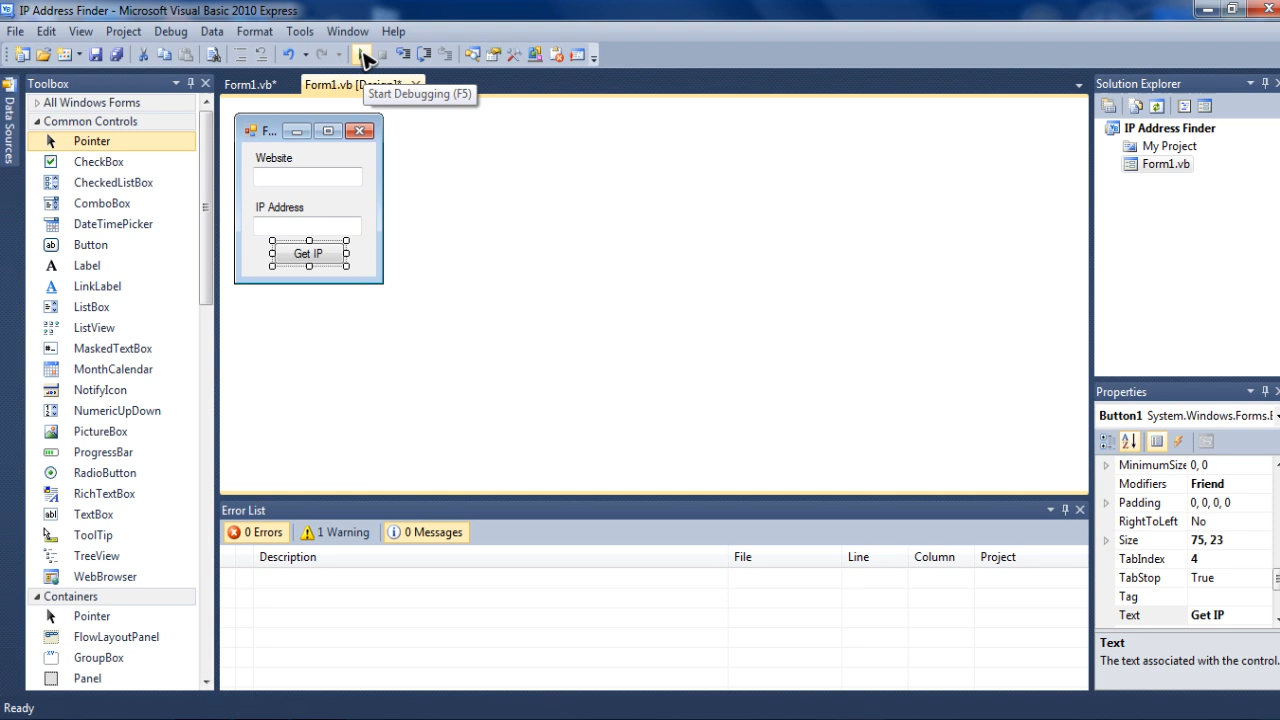 IP Address Finder - Microsoft Visual Basic 2010 Express
File Edit View Project Debug Data Format Tools Window Help
Data Sources
Toolbox
All Windows Forms
Common Controls
Pointer
CheckBox
CheckedListBox
ComboBox
DateTimePicker
Button
Label
LinkLabel
ListBox
ListView
MaskedTextBox
MonthCalendar
NotifyIcon
NumericUpDown
PictureBox
ProgressBar
RadioButton
RichTextBox
TextBox
ToolTip
TreeView
WebBrowser
Containers
Pointer
FlowLayoutPanel
GroupBox
Panel
Form1.vb* Form1.vb
Start Debugging (F5)
F...
Website
IP Address
Get IP
Error List
0 Errors 1 Warning 0 Messages
Description File Line Column Project
Solution Explorer
IP Address Finder
My Project
Form1.vb
Properties
Button1 System.Windows.Forms.
MinimumSize 0, 0
Modifiers Friend
Padding 0, 0, 0, 0
RightToLeft No
Size 75, 23
TabIndex 4
TabStop True
Tag
Text Get IP
Text
The text associated with the control.
Ready